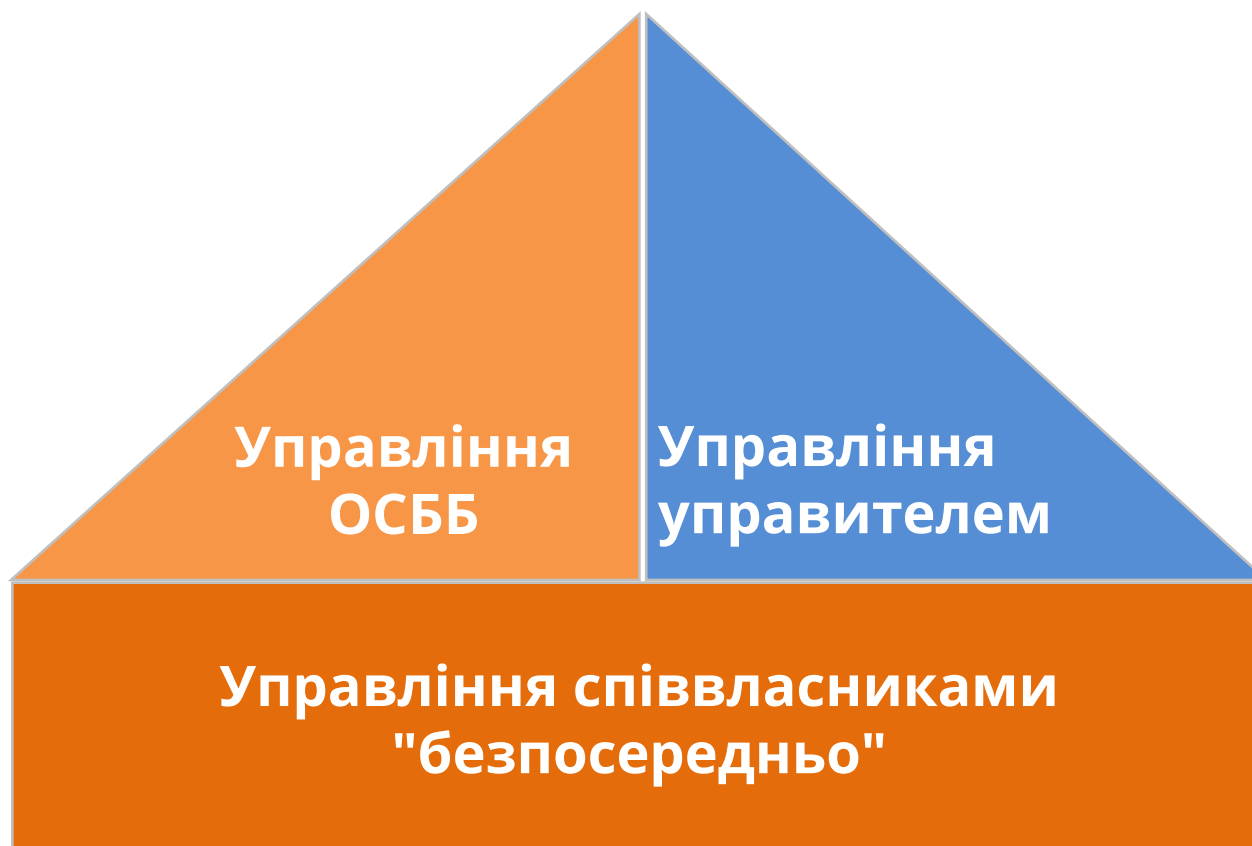 Управління
ОСББ
Управління
управителем
Управління співвласниками
"безпосередньо"